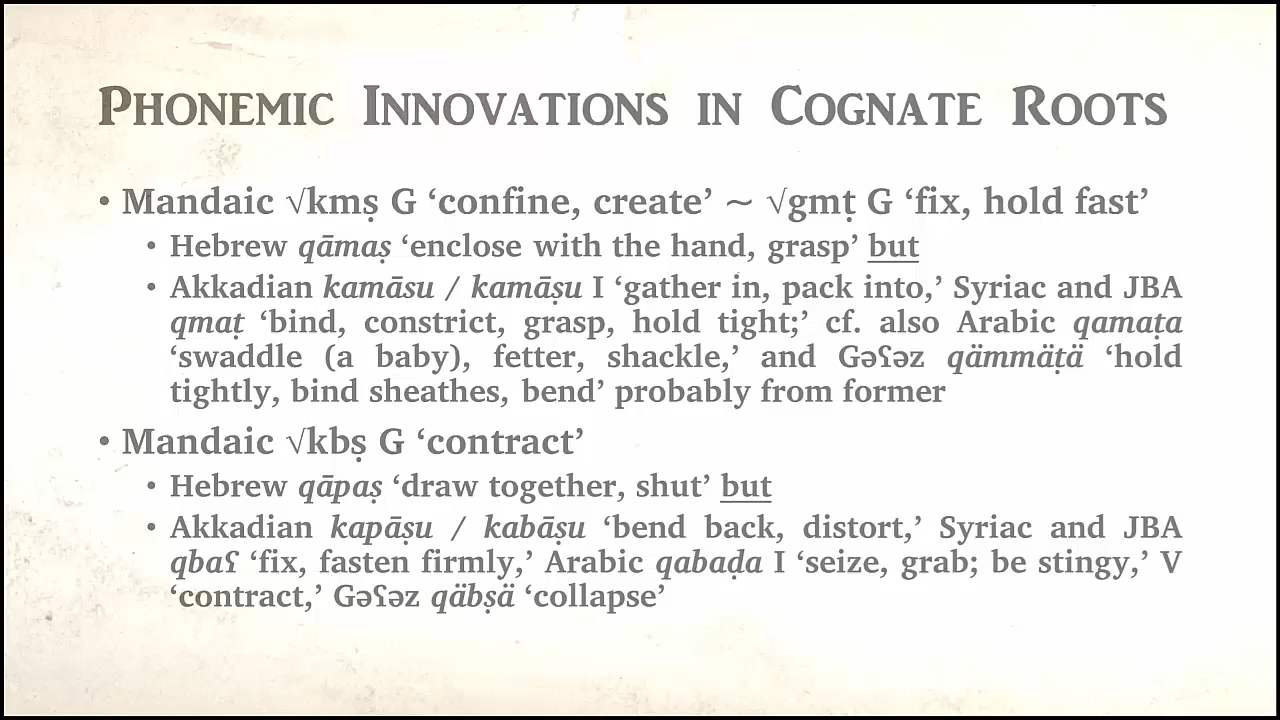 Phonemic Innovations in Cognate Roots
• Mandaic √kmṣ G ‘confine, create’ ~ √gmṭ G ‘fix, hold fast’
• Hebrew qāmaṣ ‘enclose with the hand, grasp’ but
• Akkadian kamāsu / kamāṣu I ‘gather in, pack into,’ Syriac and JBA
qmaṭ ‘bind, constrict, grasp, hold tight;’ cf. also Arabic qamaṭa
‘swaddle (a baby), fetter, shackle,’ and Gəʕəz qämmäṭä ‘hold
tightly, bind sheathes, bend’ probably from former
• Mandaic √kbṣ G ‘contract’
• Hebrew qāpaṣ ‘draw together, shut’ but
• Akkadian kapāṣu / kabāṣu ‘bend back, distort,’ Syriac and JBA
qbaʕ ‘fix, fasten firmly,’ Arabic qabaḍa I ‘seize, grab; be stingy,’ V
‘contract,’ Gəʕəz qäbṣä ‘collapse’